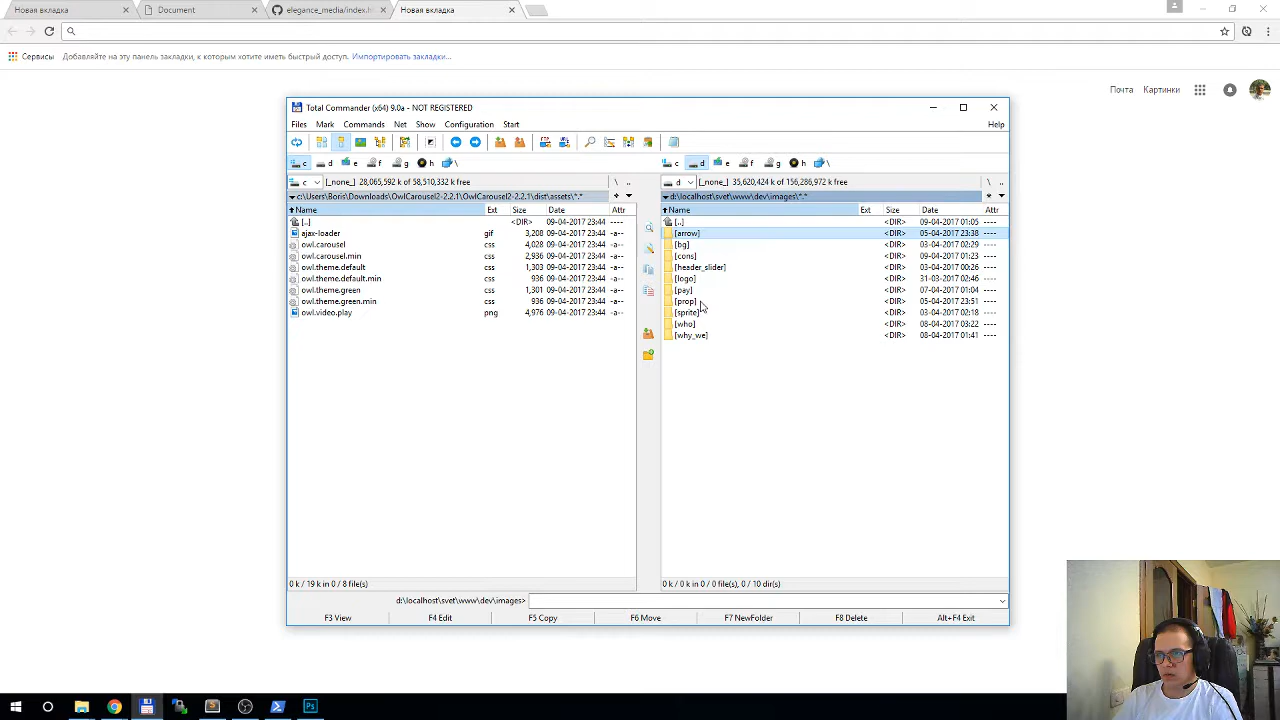 Новая вкладка
Document
elegance_media/index.ht
Новая вкладка
Сервисы
Добавляйте на эту панель закладки, к которым хотите иметь быстрый доступ. Импортировать закладки...
Почта Картинки
Total Commander (x64) 9.0a - NOT REGISTERED
Files Mark Commands Net Show Configuration Start Help
c d e f g h \
c d e f g h \
c [_none_] 28,065,592 k of 58,510,332 k free \ ..
d [_none_] 35,620,424 k of 156,286,972 k free \ ..
c:\Users\Boris\Downloads\OwlCarousel2-2.2.1\OwlCarousel2-2.2.1\dist\assets\*.*
d:\localhost\svet\www\dev\images\*.*
Name Ext Size Date Attr
[..] <DIR> 09-04-2017 23:44 ----
ajax-loader gif 3,208 09-04-2017 23:44 -a--
owl.carousel css 4,028 09-04-2017 23:44 -a--
owl.carousel.min css 2,936 09-04-2017 23:44 -a--
owl.theme.default css 1,303 09-04-2017 23:44 -a--
owl.theme.default.min css 936 09-04-2017 23:44 -a--
owl.theme.green css 1,301 09-04-2017 23:44 -a--
owl.theme.green.min css 936 09-04-2017 23:44 -a--
owl.video.play png 4,976 09-04-2017 23:44 -a--
0 k / 19 k in 0 / 8 file(s)
Name Ext Size Date Attr
[..] <DIR> 09-04-2017 01:05 ----
[arrow] <DIR> 05-04-2017 23:38 ----
[bg] <DIR> 03-04-2017 02:29 ----
[cons] <DIR> 09-04-2017 01:23 ----
[header_slider] <DIR> 05-04-2017 23:44 ----
[logo] <DIR> 31-03-2017 02:46 ----
[pay] <DIR> 07-04-2017 01:04 ----
[prop] <DIR> 05-04-2017 23:51 ----
[sprite] <DIR> 03-04-2017 02:18 ----
[who] <DIR> 08-04-2017 03:22 ----
[why_we] <DIR> 08-04-2017 01:41 ----
0 k / 0 k in 0 / 0 file(s), 0 / 10 dir(s)
d:\localhost\svet\www\dev\images>
F3 View F4 Edit F5 Copy F6 Move F7 NewFolder F8 Delete Alt+F4 Exit
Ps